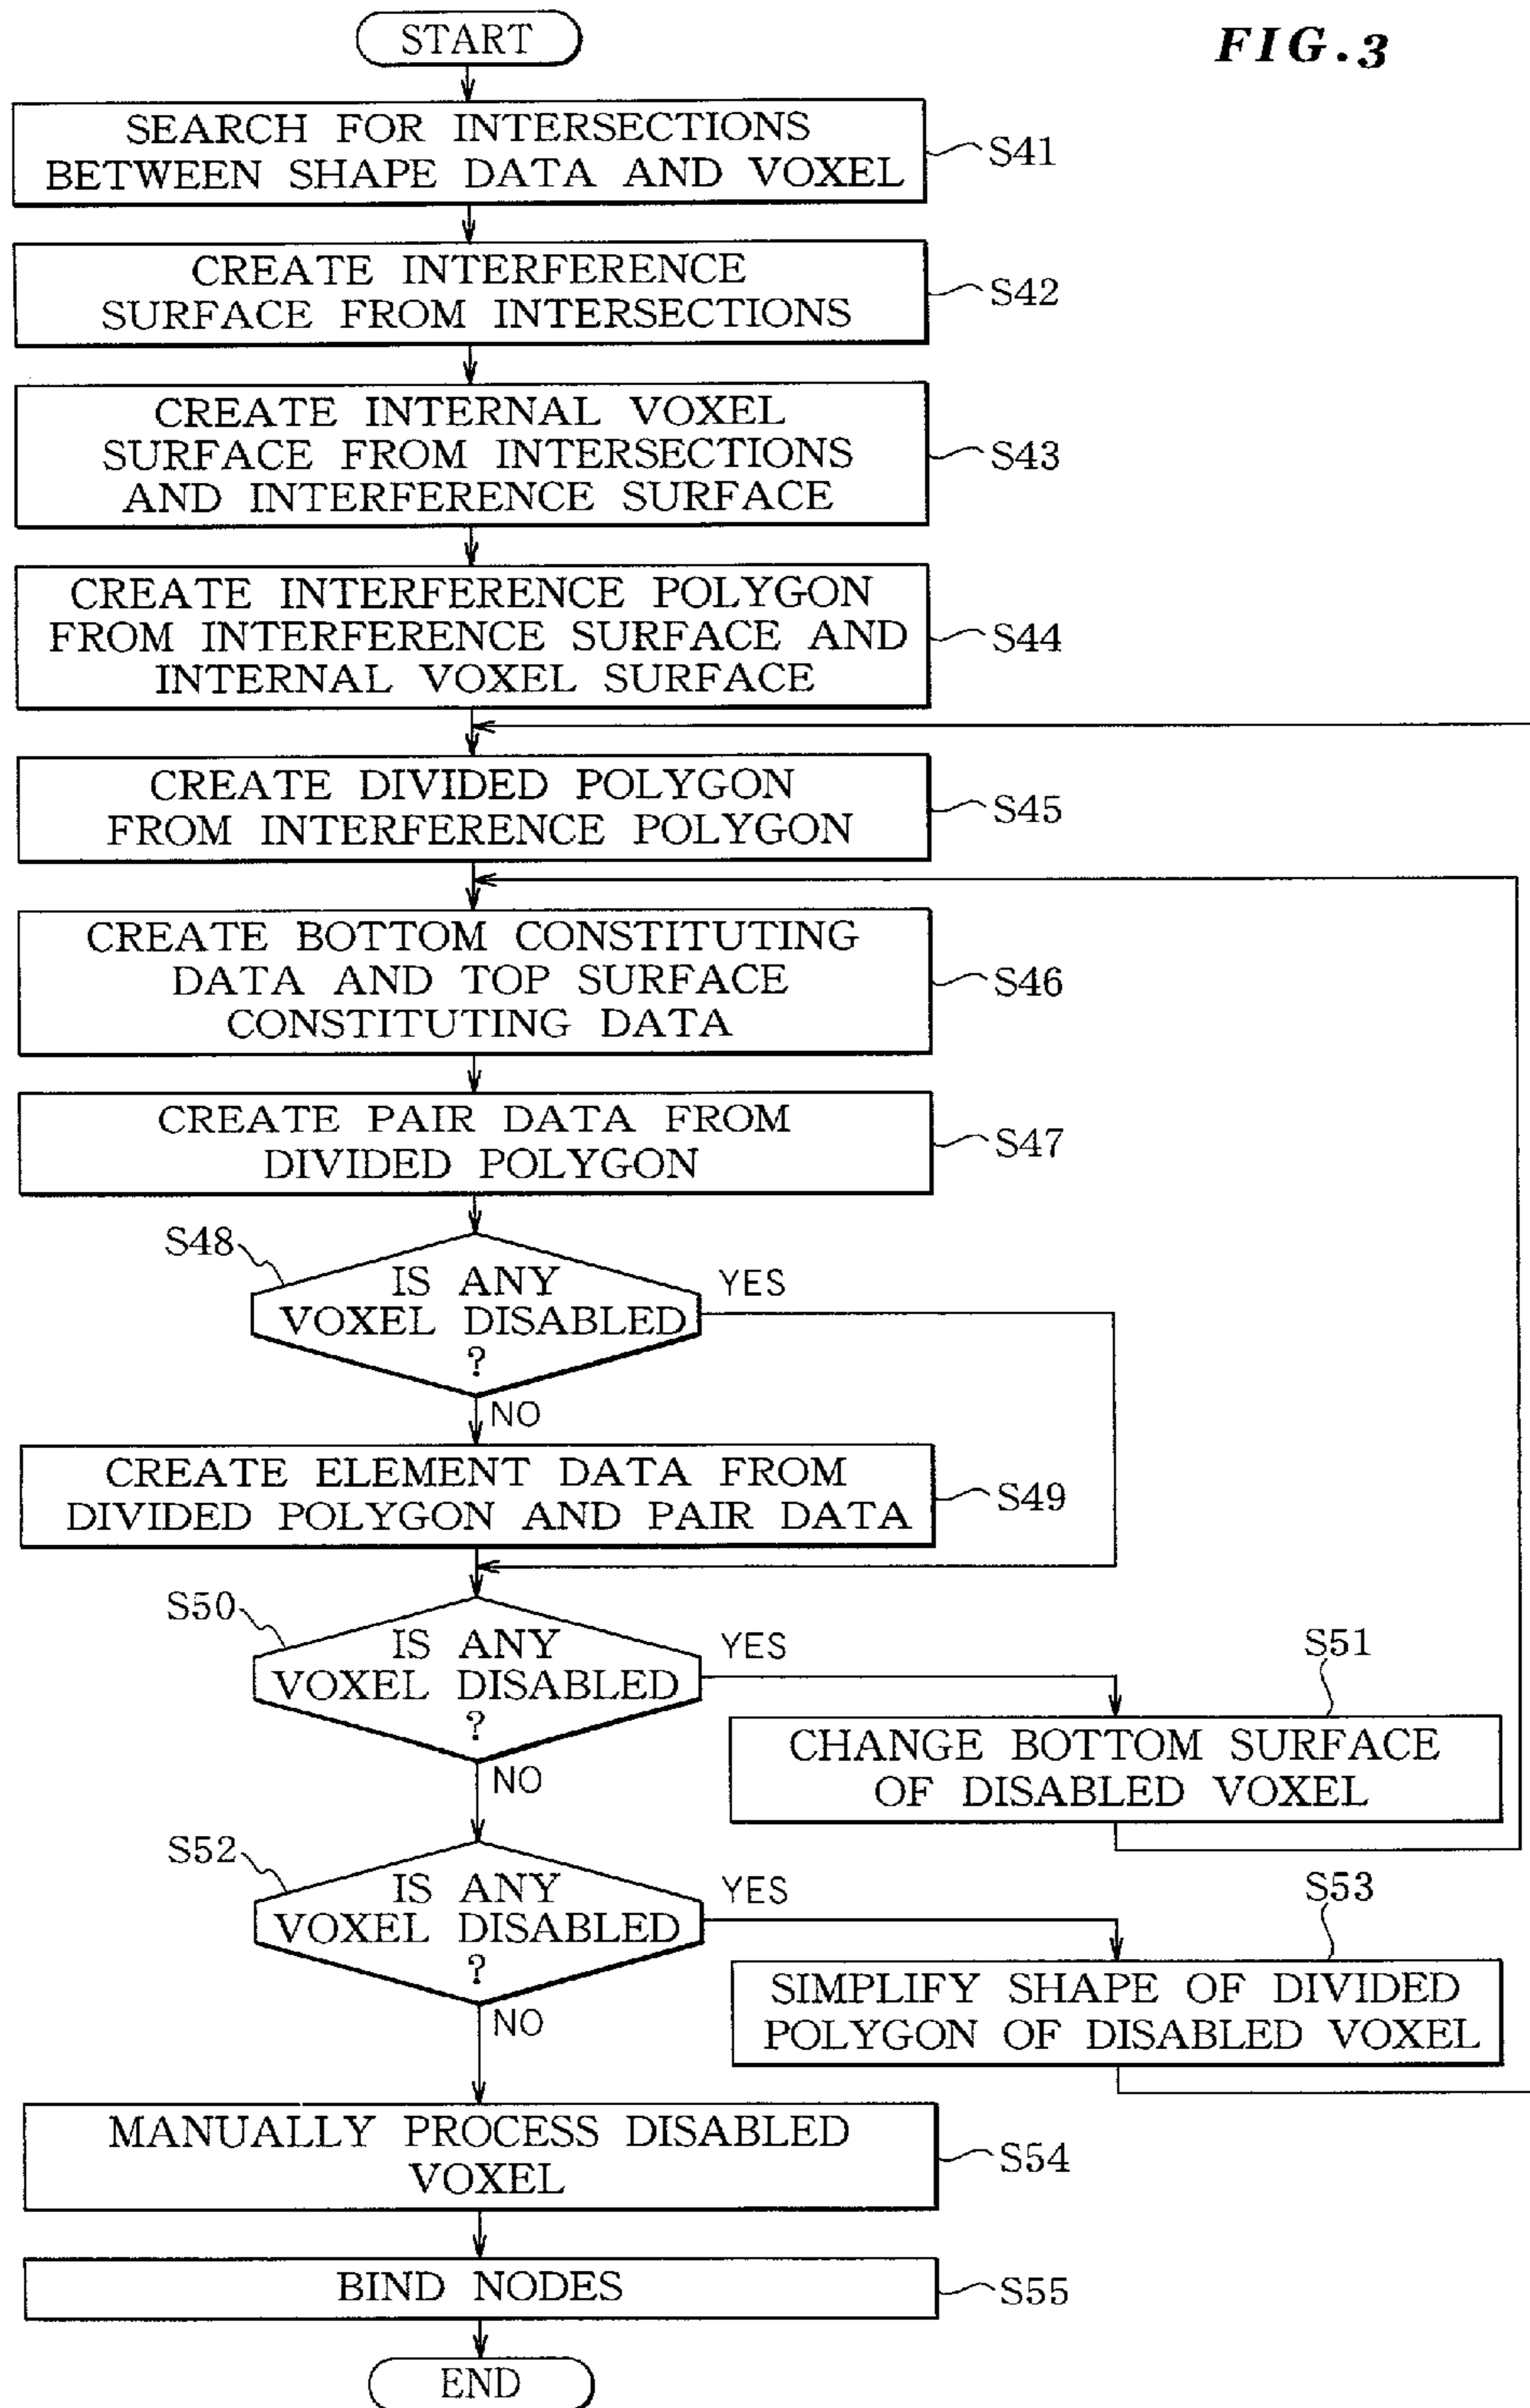 START
FIG.3
SEARCH FOR INTERSECTIONS
BETWEEN SHAPE DATA AND VOXEL
S41
CREATE INTERFERENCE
SURFACE FROM INTERSECTIONS
S42
CREATE INTERNAL VOXEL
SURFACE FROM INTERSECTIONS
AND INTERFERENCE SURFACE
S43
CREATE INTERFERENCE POLYGON
FROM INTERFERENCE SURFACE AND
INTERNAL VOXEL SURFACE
S44
CREATE DIVIDED POLYGON
FROM INTERFERENCE POLYGON
S45
CREATE BOTTOM CONSTITUTING
DATA AND TOP SURFACE
CONSTITUTING DATA
S46
CREATE PAIR DATA FROM
DIVIDED POLYGON
S47
S48
IS ANY
VOXEL DISABLED
?
YES
NO
CREATE ELEMENT DATA FROM
DIVIDED POLYGON AND PAIR DATA
S49
S50
IS ANY
VOXEL DISABLED
?
YES
NO
S51
CHANGE BOTTOM SURFACE
OF DISABLED VOXEL
S52
IS ANY
VOXEL DISABLED
?
YES
NO
S53
SIMPLIFY SHAPE OF DIVIDED
POLYGON OF DISABLED VOXEL
MANUALLY PROCESS DISABLED
VOXEL
S54
BIND NODES
S55
END